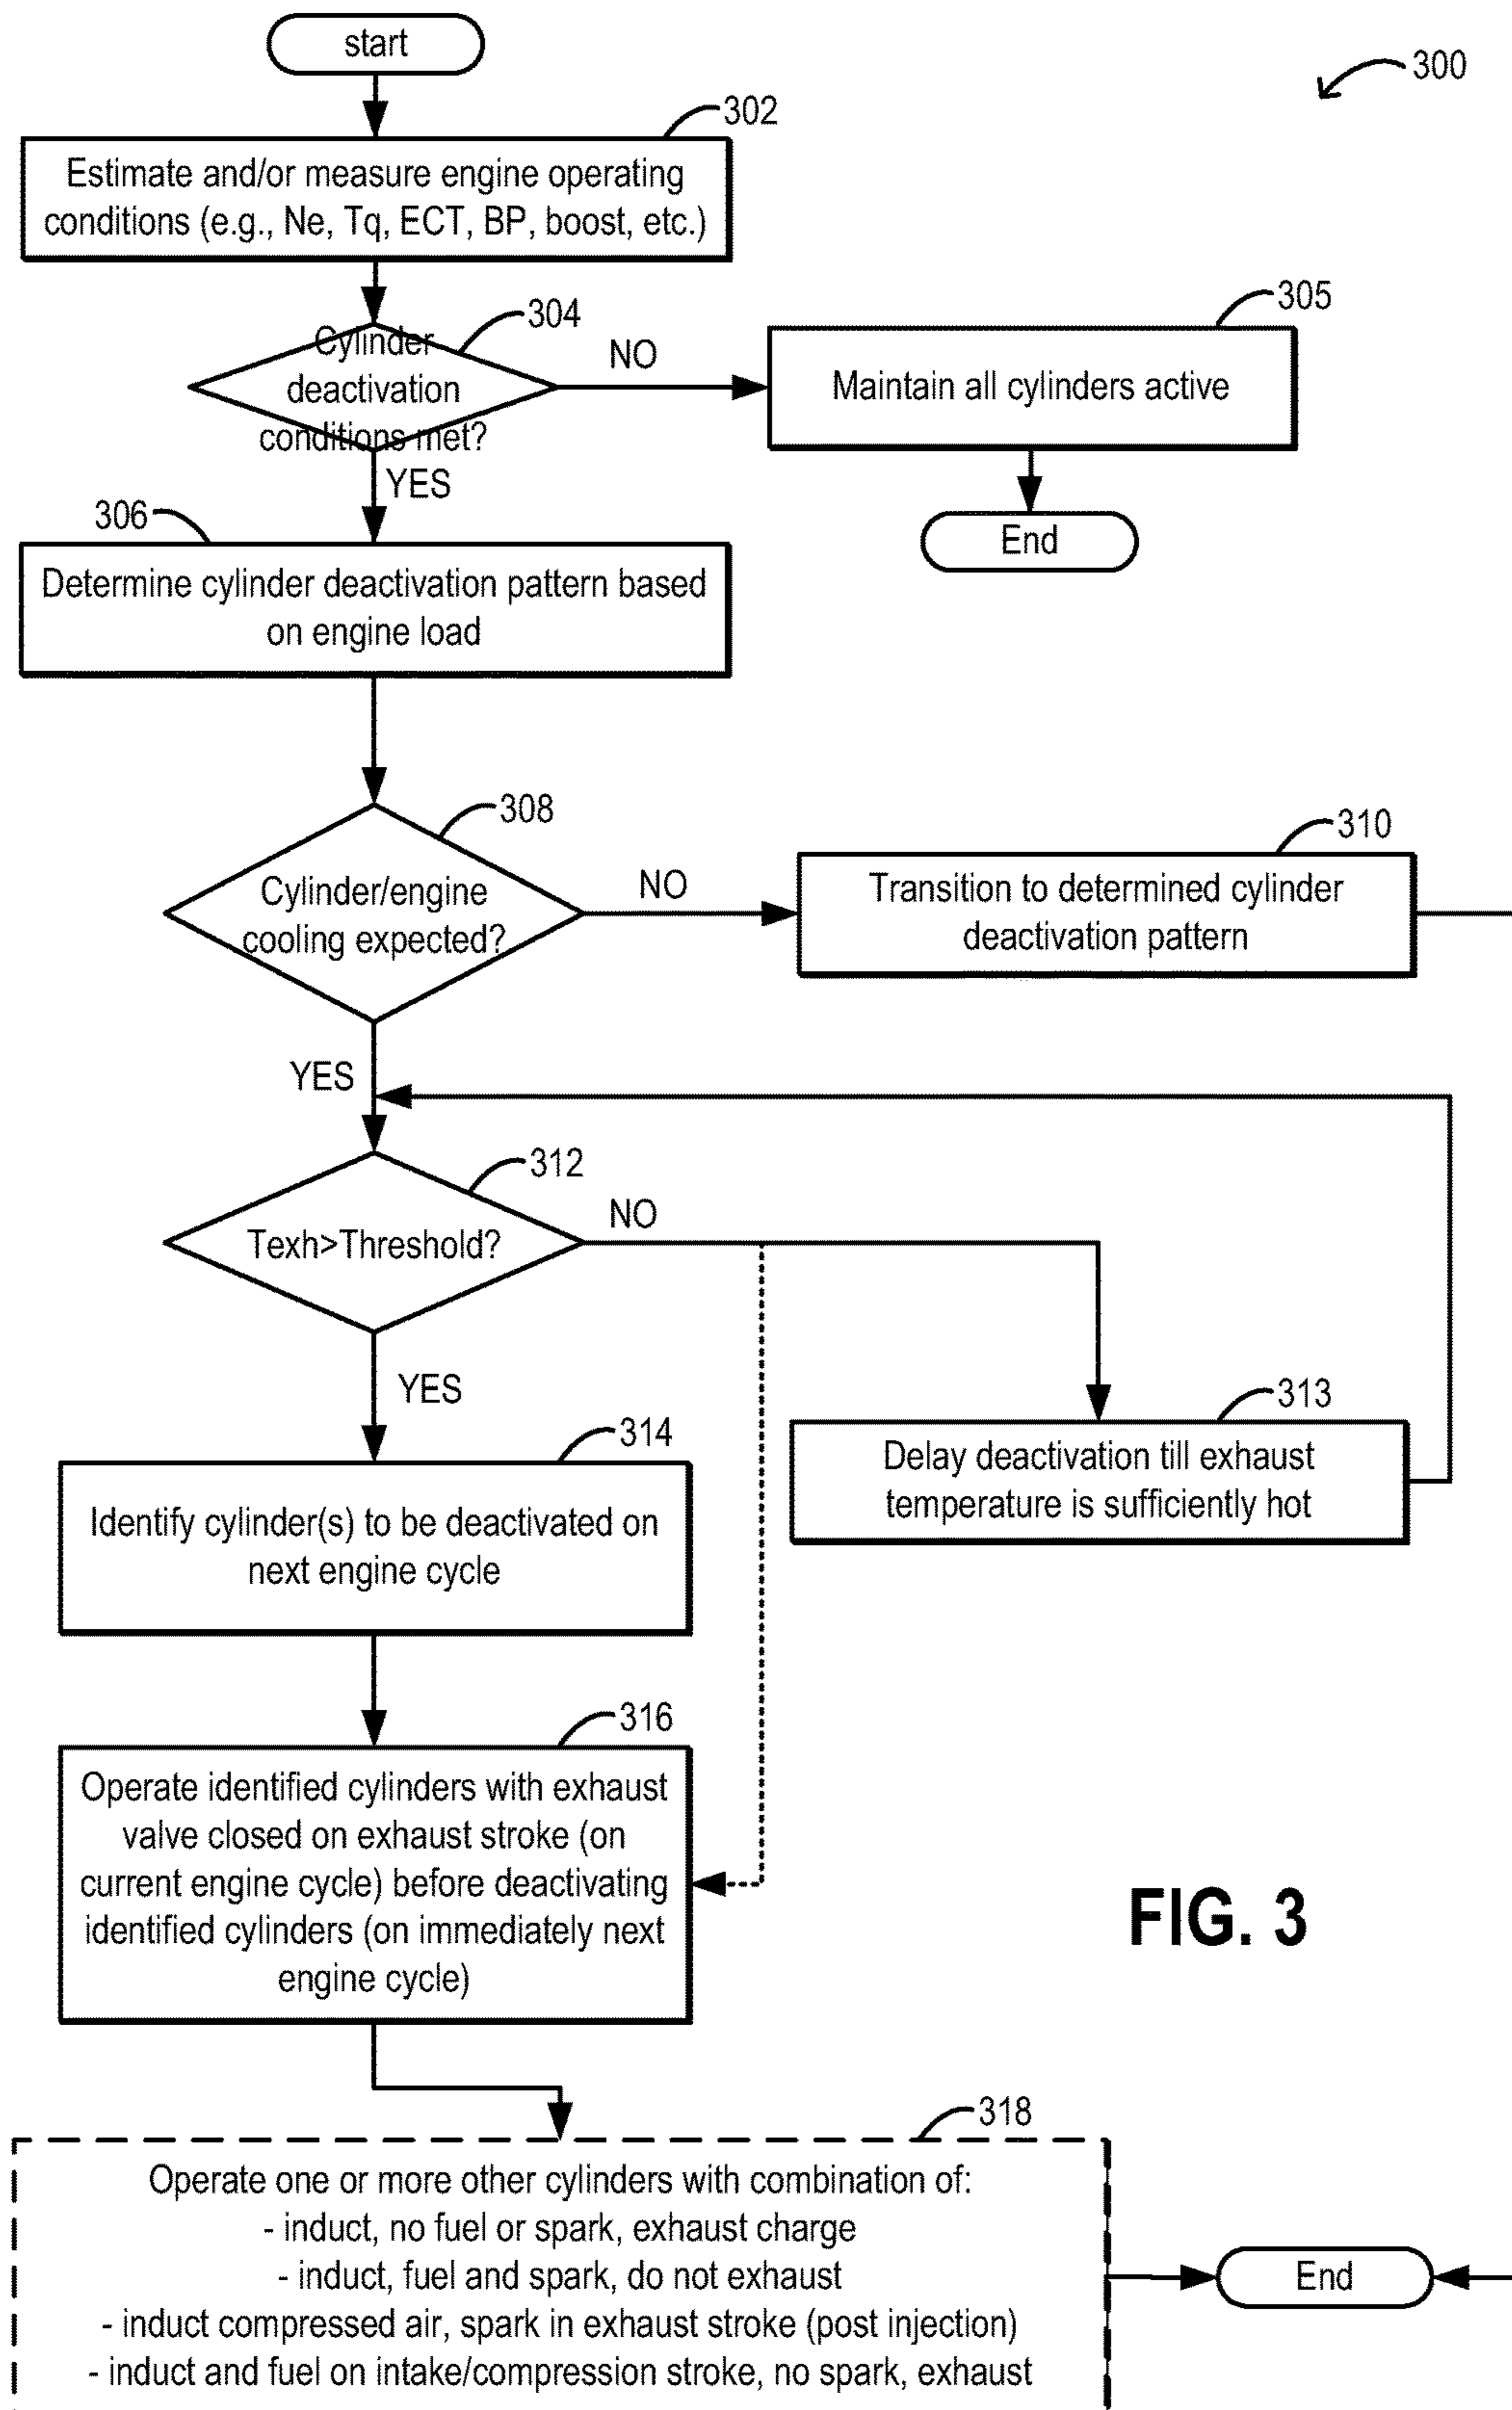 start
300
302
Estimate and/or measure engine operating
conditions (e.g., Ne, Tq, ECT, BP, boost, etc.)
304
Cylinder
deactivation
conditions met?
NO
305
Maintain all cylinders active
End
YES
306
Determine cylinder deactivation pattern based
on engine load
308
Cylinder/engine
cooling expected?
NO
310
Transition to determined cylinder
deactivation pattern
YES
312
Texh>Threshold?
NO
313
Delay deactivation till exhaust
temperature is sufficiently hot
YES
314
Identify cylinder(s) to be deactivated on
next engine cycle
316
Operate identified cylinders with exhaust
valve closed on exhaust stroke (on
current engine cycle) before deactivating
identified cylinders (on immediately next
engine cycle)
FIG. 3
318
Operate one or more other cylinders with combination of:
- induct, no fuel or spark, exhaust charge
- induct, fuel and spark, do not exhaust
- induct compressed air, spark in exhaust stroke (post injection)
- induct and fuel on intake/compression stroke, no spark, exhaust
End